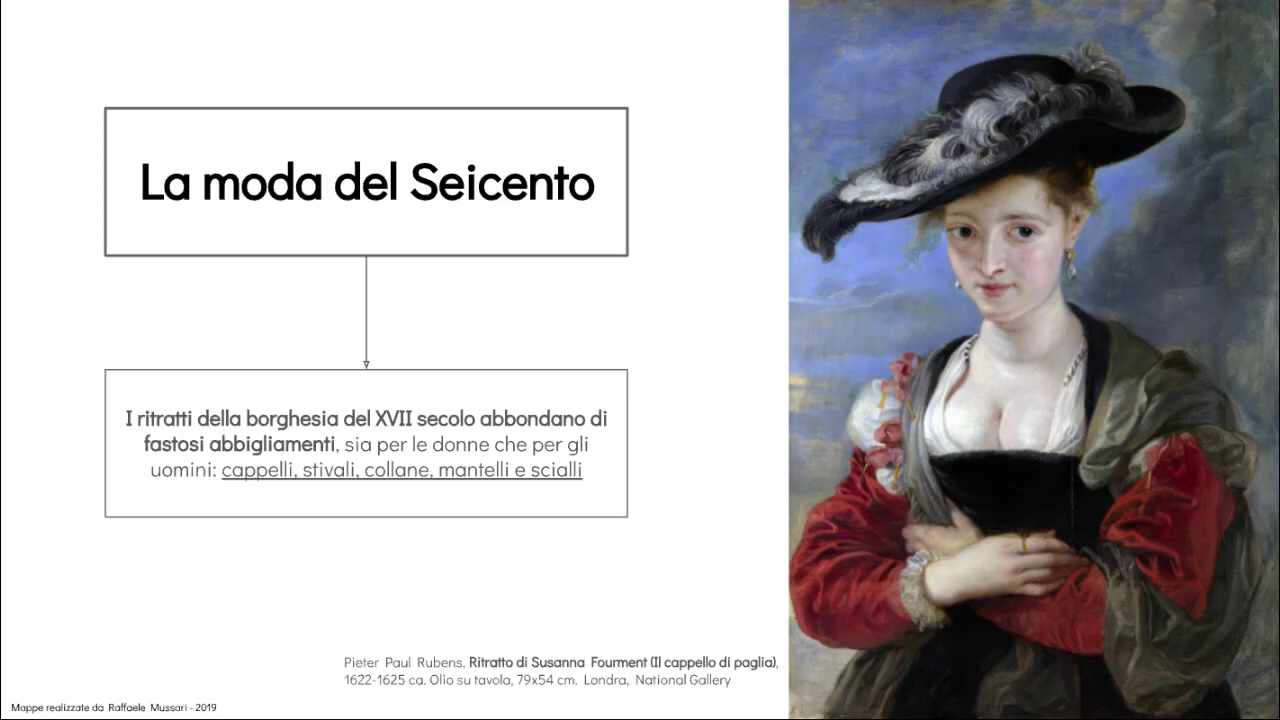 La moda del Seicento
I ritratti della borghesia del XVII secolo abbondano di
fastosi abbigliamenti, sia per le donne che per gli
uomini: cappelli, stivali, collane, mantelli e scialli
Pieter Paul Rubens, Ritratto di Susanna Fourment (Il cappello di paglia),
1622-1625 ca. Olio su tavola, 79x54 cm. Londra, National Gallery
Mappe realizzate da Raffaele Mussari - 2019